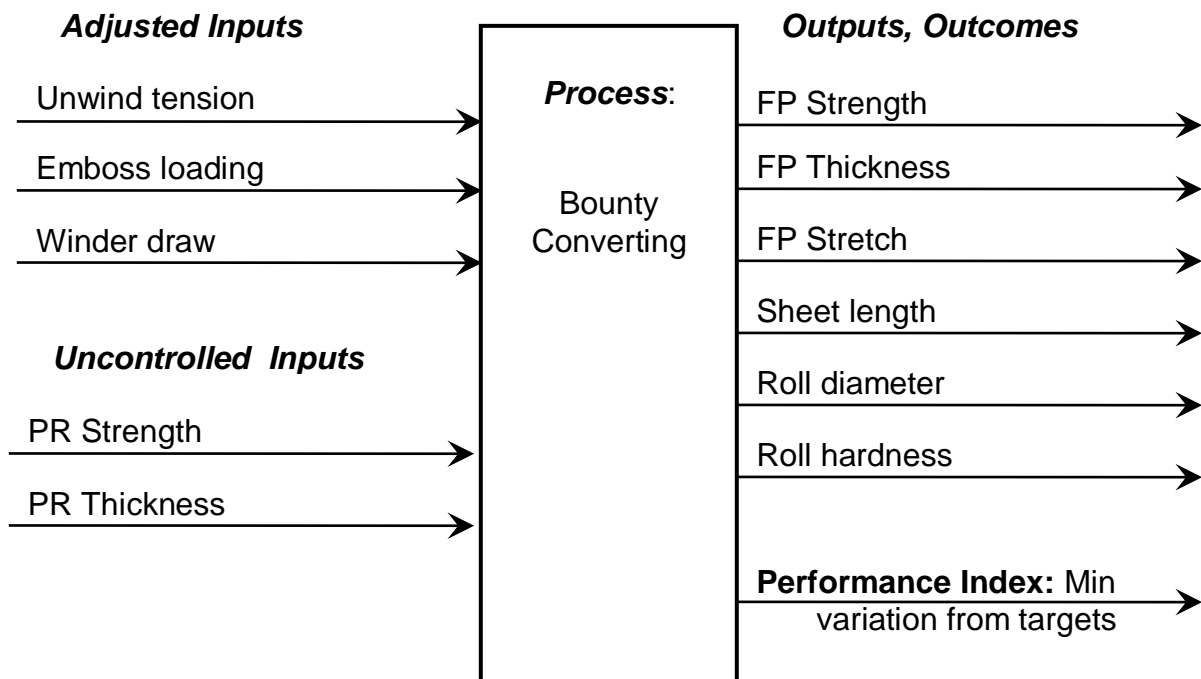 Adjusted Inputs
Unwind tension
Emboss loading
Winder draw
Uncontrolled Inputs
PR Strength
PR Thickness
Process:
Bounty
Converting
Outputs, Outcomes
FP Strength
FP Thickness
FP Stretch
Sheet length
Roll diameter
Roll hardness
Performance Index: Min
variation from targets